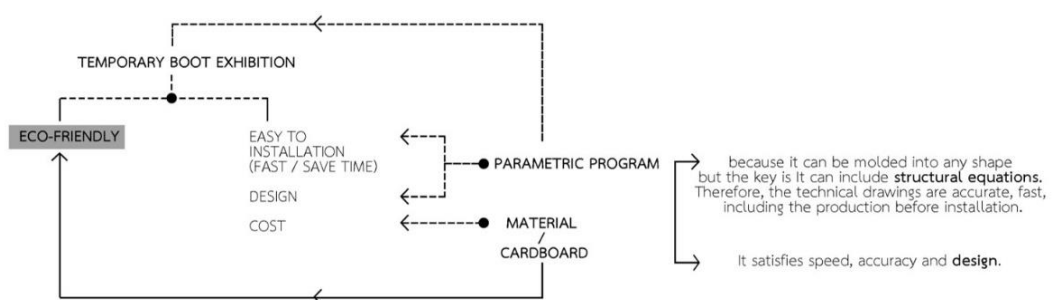 TEMPORARY BOOT EXHIBITION
ECO-FRIENDLY
EASY TO
INSTALLATION
(FAST / SAVE TIME)
DESIGN
COST
PARAMETRIC PROGRAM
MATERIAL
/
CARDBOARD
because it can be molded into any shape
but the key is It can include structural equations.
Therefore, the technical drawings are accurate, fast,
including the production before installation.
It satisfies speed, accuracy and design.